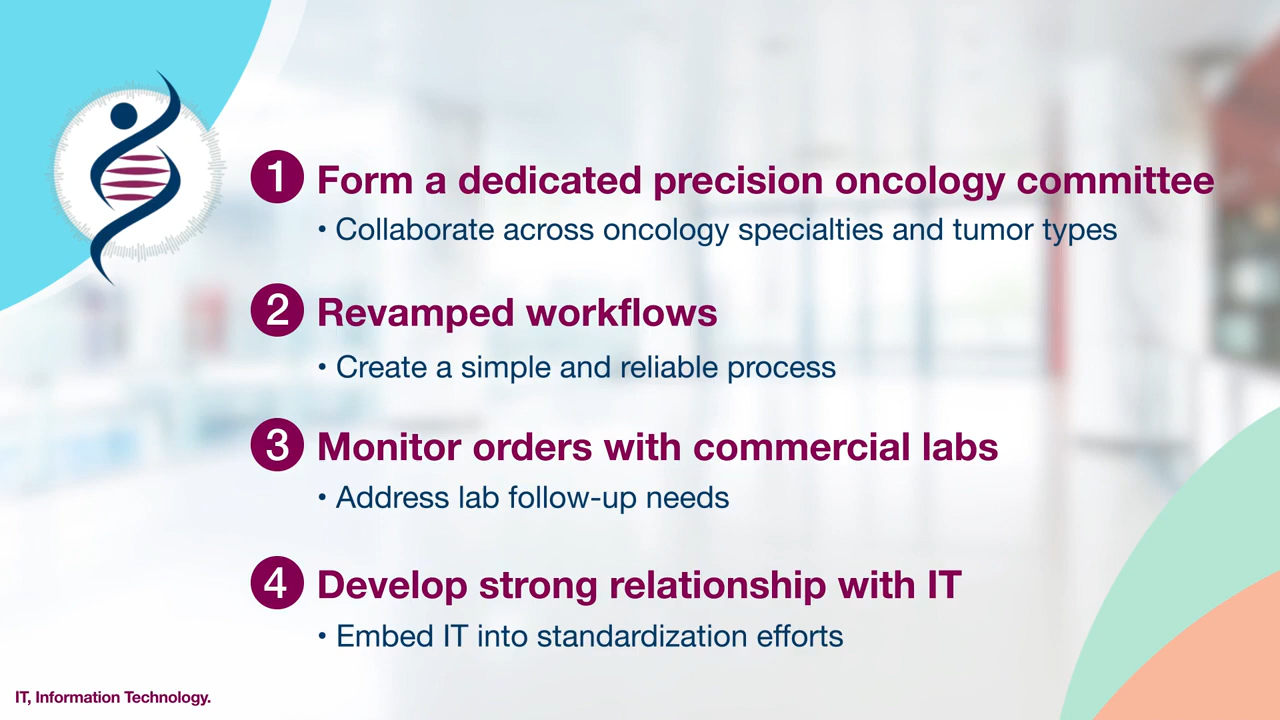 1 Form a dedicated precision oncology committee
• Collaborate across oncology specialties and tumor types
2 Revamped workflows
• Create a simple and reliable process
3 Monitor orders with commercial labs
• Address lab follow-up needs
4 Develop strong relationship with IT
• Embed IT into standardization efforts
IT, Information Technology.